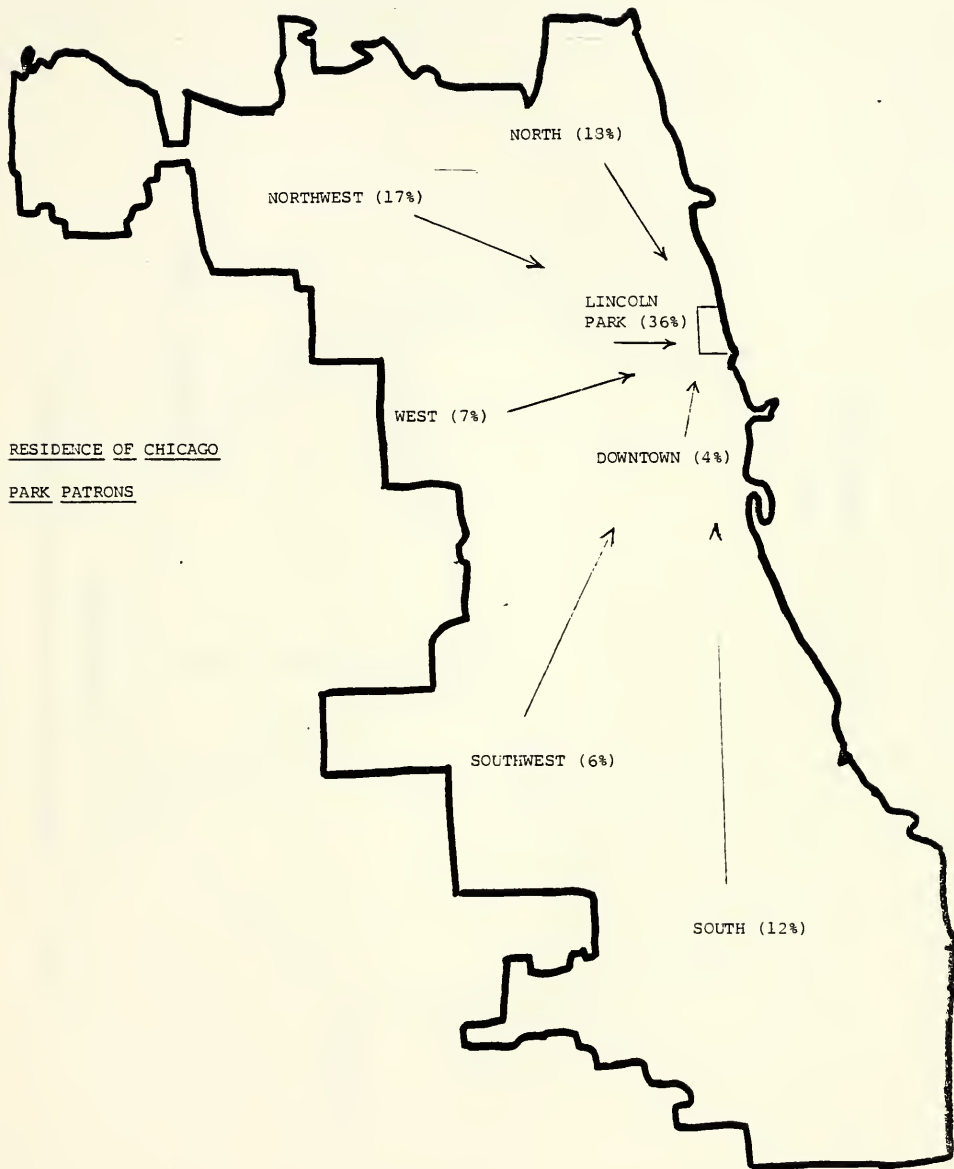 NORTH (18%)
NORTHWEST (17%)
LINCOLN
PARK (36%)
WEST (7%)
RESIDENCE OF CHICAGO
PARK PATRONS
DOWNTOWN (4%)
SOUTHWEST (6%)
SOUTH (12%)